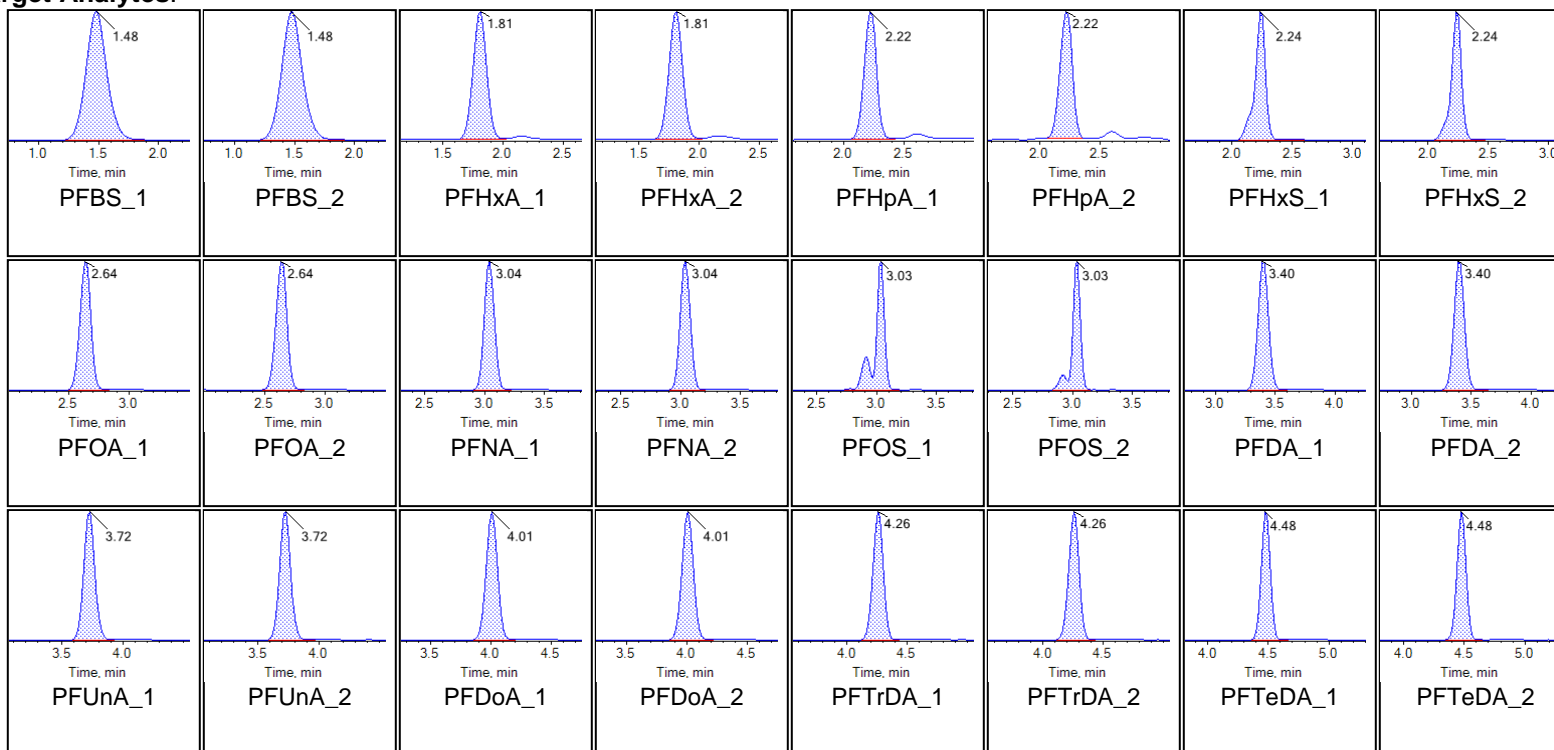 rget Analytes:
1.48 1.48 1.81 1.81 2.22 2.22 2.24 2.24
1.0 1.5 2.0 1.0 1.5 2.0 1.5 2.0 2.5 1.5 2.0 2.5 2.0 2.5 2.0 2.5 2.0 2.5 3.0 2.0 2.5 3.0
Time, min Time, min Time, min Time, min Time, min Time, min Time, min Time, min
PFBS_1 PFBS_2 PFHxA_1 PFHxA_2 PFHpA_1 PFHpA_2 PFHxS_1 PFHxS_2
2.64 2.64 3.04 3.04 3.03 3.03 3.40 3.40
2.5 3.0 2.5 3.0 2.5 3.0 3.5 2.5 3.0 3.5 2.5 3.0 3.5 2.5 3.0 3.5 3.0 3.5 4.0 3.0 3.5 4.0
Time, min Time, min Time, min Time, min Time, min Time, min Time, min Time, min
PFOA_1 PFOA_2 PFNA_1 PFNA_2 PFOS_1 PFOS_2 PFDA_1 PFDA_2
3.72 3.72 4.01 4.01 4.26 4.26 4.48 4.48
3.5 4.0 3.5 4.0 3.5 4.0 4.5 3.5 4.0 4.5 4.0 4.5 4.0 4.5 4.0 4.5 5.0 4.0 4.5 5.0
Time, min Time, min Time, min Time, min Time, min Time, min Time, min Time, min
PFUnA_1 PFUnA_2 PFDoA_1 PFDoA_2 PFTrDA_1 PFTrDA_2 PFTeDA_1 PFTeDA_2